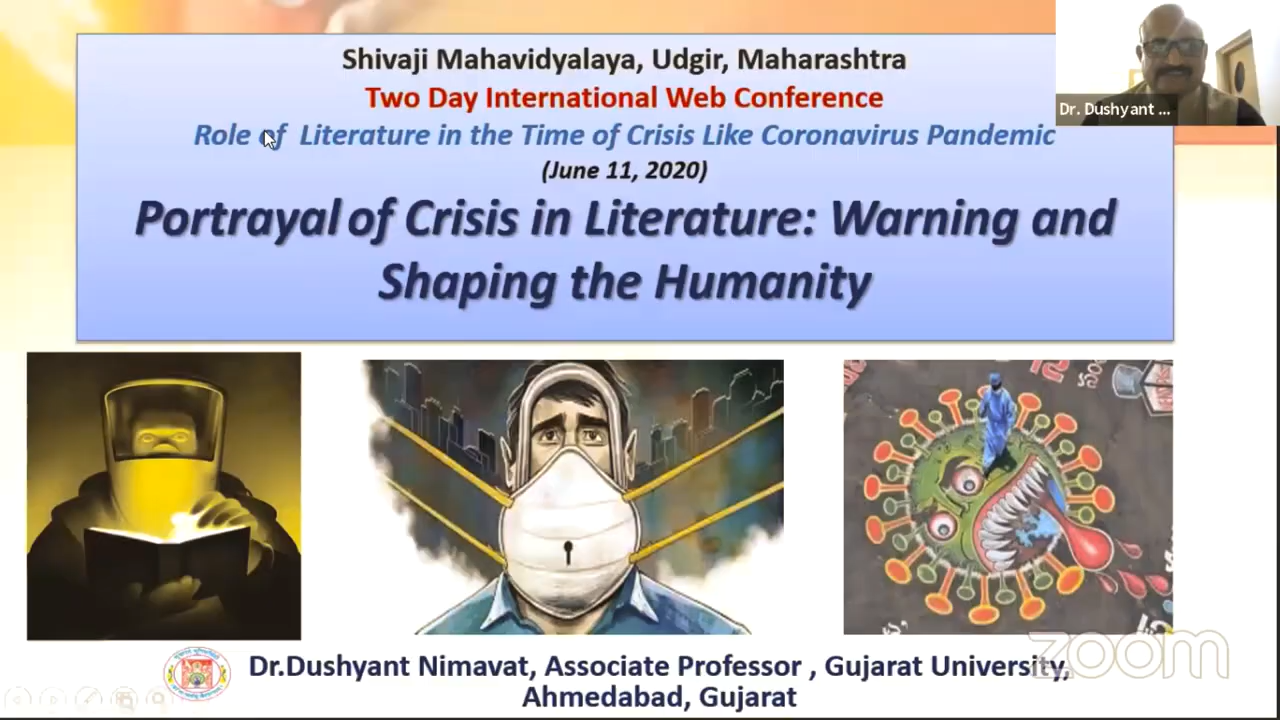 Shivaji Mahavidyalaya, Udgir, Maharashtra
Two Day International Web Conference
Role of Literature in the Time of Crisis Like Coronavirus Pandemic
(June 11, 2020)
Portrayal of Crisis in Literature: Warning and
Shaping the Humanity
Dr. Dushyant ...
Dr.Dushyant Nimavat, Associate Professor , Gujarat University,
Ahmedabad, Gujarat
zoom